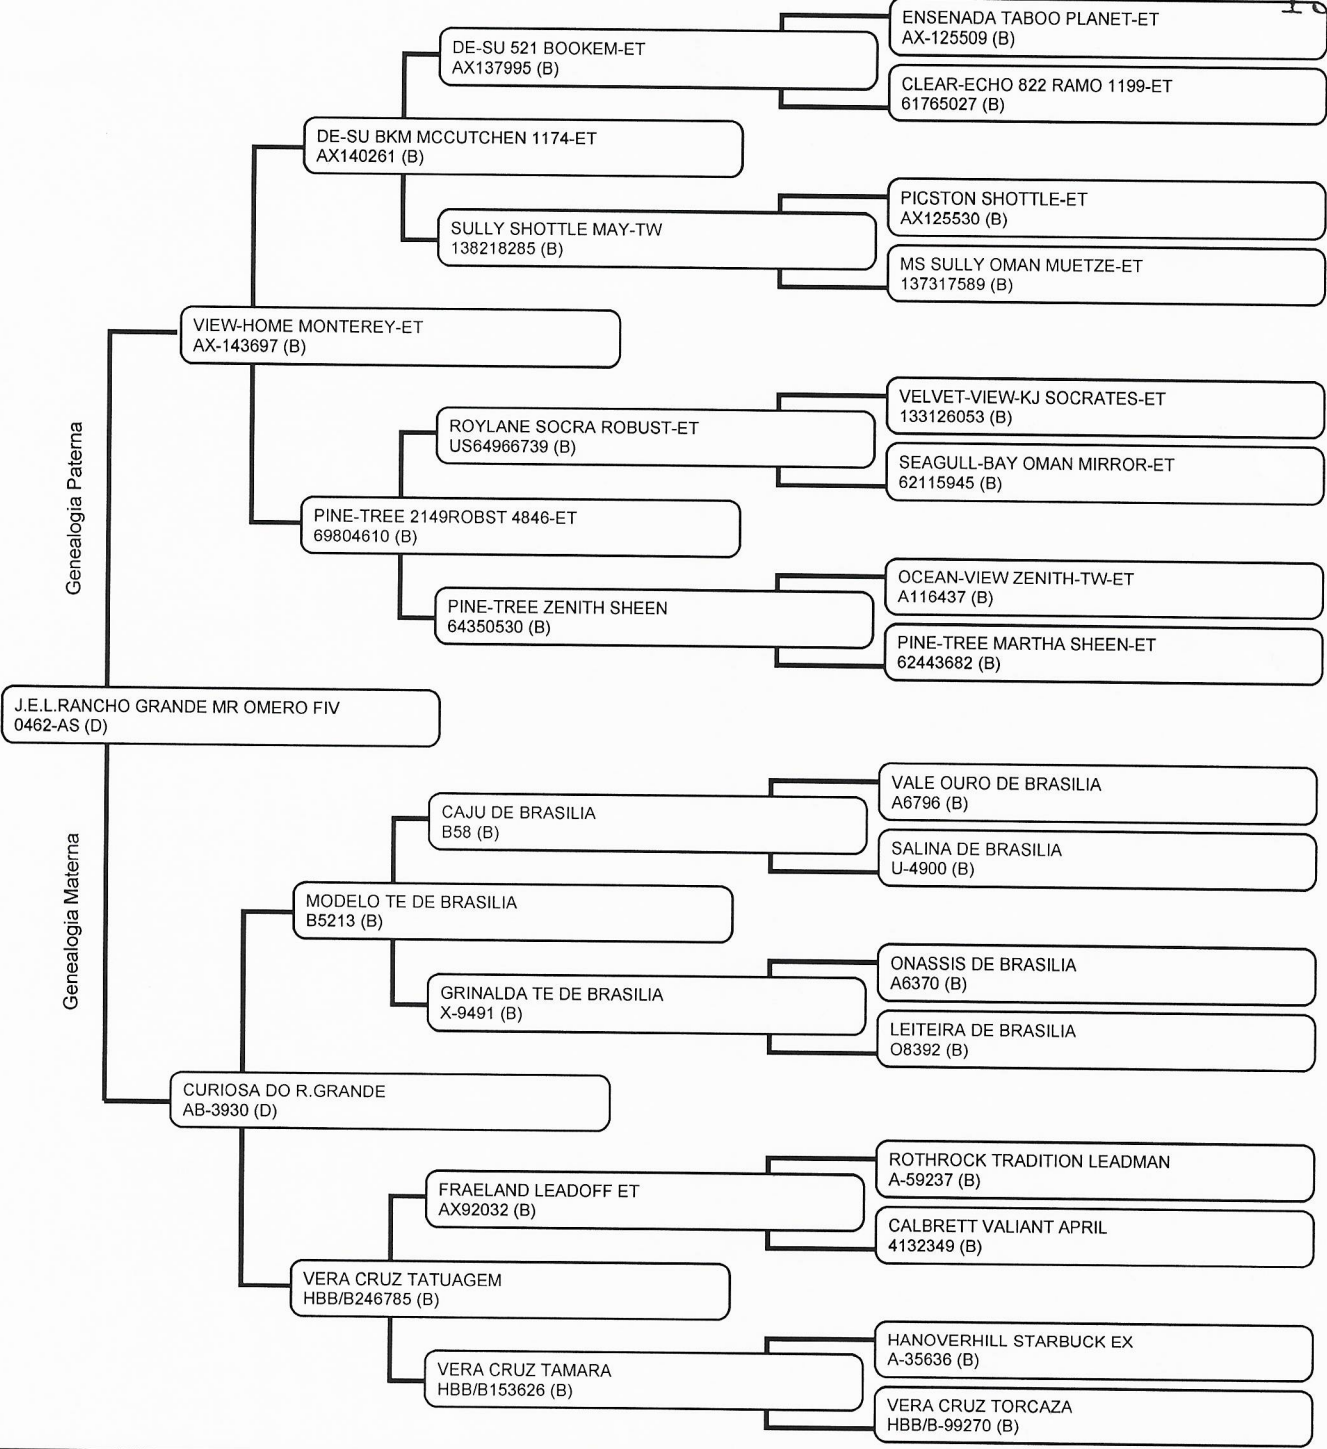 ENSENADA TABOO PLANET-ET
AX-125509 (B)
DE-SU 521 BOOKEM-ET
AX137995 (B)
CLEAR-ECHO 822 RAMO 1199-ET
61765027 (B)
DE-SU BKM MCCUTCHEN 1174-ET
AX140261 (B)
PICSTON SHOTTLE-ET
AX125530 (B)
SULLY SHOTTLE MAY-TW
138218285 (B)
MS SULLY OMAN MUETZE-ET
137317589 (B)
VIEW-HOME MONTEREY-ET
AX-143697 (B)
VELVET-VIEW-KJ SOCRATES-ET
133126053 (B)
ROYLANE SOCRA ROBUST-ET
US64966739 (B)
SEAGULL-BAY OMAN MIRROR-ET
62115945 (B)
Genealogia Paterna
PINE-TREE 2149ROBST 4846-ET
69804610 (B)
OCEAN-VIEW ZENITH-TW-ET
A116437 (B)
PINE-TREE ZENITH SHEEN
64350530 (B)
PINE-TREE MARTHA SHEEN-ET
62443682 (B)
J.E.L.RANCHO GRANDE MR OMERO FIV
0462-AS (D)
VALE OURO DE BRASILIA
A6796 (B)
CAJU DE BRASILIA
B58 (B)
SALINA DE BRASILIA
U-4900 (B)
Genealogia Materna
MODELO TE DE BRASILIA
B5213 (B)
ONASSIS DE BRASILIA
A6370 (B)
GRINALDA TE DE BRASILIA
X-9491 (B)
LEITEIRA DE BRASILIA
O8392 (B)
CURIOSA DO R.GRANDE
AB-3930 (D)
ROTHROCK TRADITION LEADMAN
A-59237 (B)
FRAELAND LEADOFF ET
AX92032 (B)
CALBRETT VALIANT APRIL
4132349 (B)
VERA CRUZ TATUAGEM
HBB/B246785 (B)
HANOVERHILL STARBUCK EX
A-35636 (B)
VERA CRUZ TAMARA
HBB/B153626 (B)
VERA CRUZ TORCAZA
HBB/B-99270 (B)